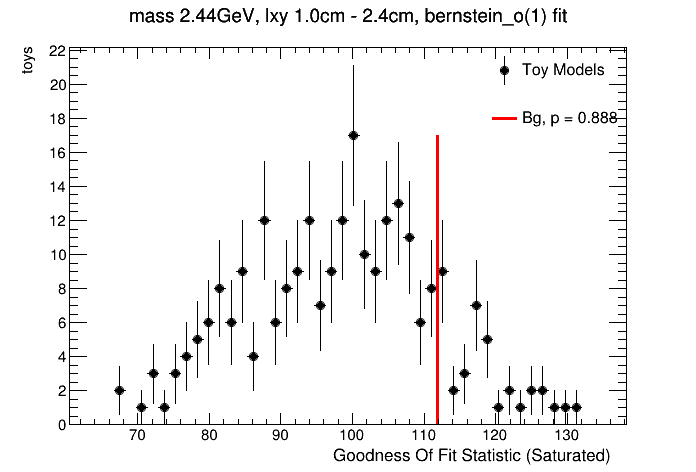 mass 2.44GeV, lxy 1.0cm - 2.4cm, bernstein_o(1) fit
toys
22
20
18
16
14
12
10
8
6
4
2
0
Toy Models
Bg, p = 0.888
70 80 90 100 110 120 130
Goodness Of Fit Statistic (Saturated)